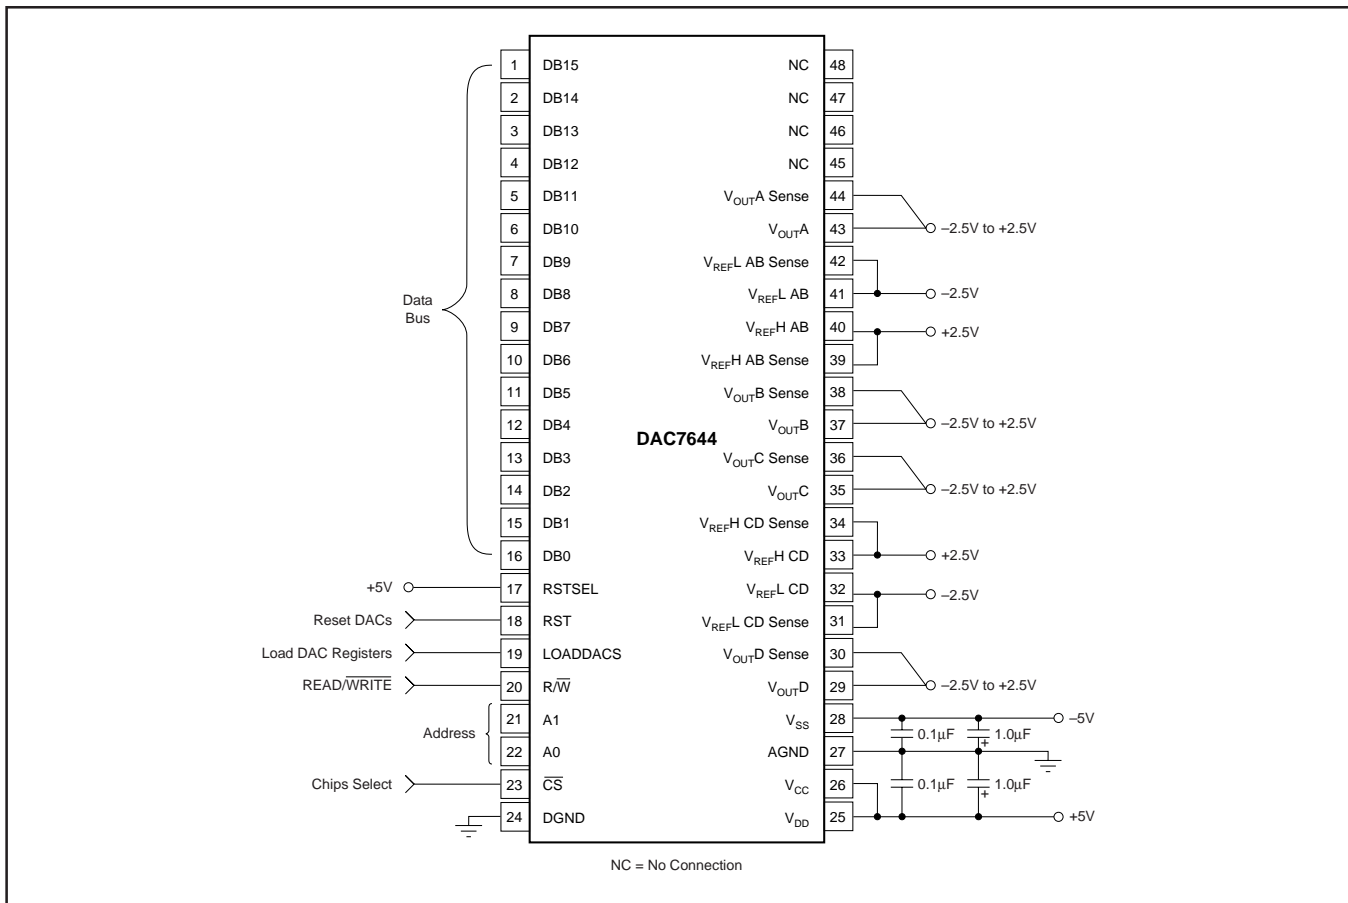 1 DB15 NC 48
2 DB14 NC 47
3 DB13 NC 46
4 DB12 NC 45
5 DB11 VOUTA Sense 44
6 DB10 VOUTA 43 –2.5V to +2.5V
7 DB9 VREFL AB Sense 42
8 DB8 VREFL AB 41 –2.5V
Data
Bus
9 DB7 VREFH AB 40 +2.5V
10 DB6 VREFH AB Sense 39
11 DB5 VOUTB Sense 38
12 DB4 VOUTB 37 –2.5V to +2.5V
DAC7644
13 DB3 VOUTC Sense 36
14 DB2 VOUTC 35 –2.5V to +2.5V
15 DB1 VREFH CD Sense 34
16 DB0 VREFH CD 33 +2.5V
+5V 17 RSTSEL VREFL CD 32 –2.5V
Reset DACs 18 RST VREFL CD Sense 31
Load DAC Registers 19 LOADDACS VOUTD Sense 30
READ/WRITE 20 R/W VOUTD 29 –2.5V to +2.5V
21 A1 VSS 28 –5V
Address 0.1µF 1.0µF +
22 A0 AGND 27
Chips Select 23 CS VCC 26 0.1µF 1.0µF +
24 DGND VDD 25 +5V
NC = No Connection